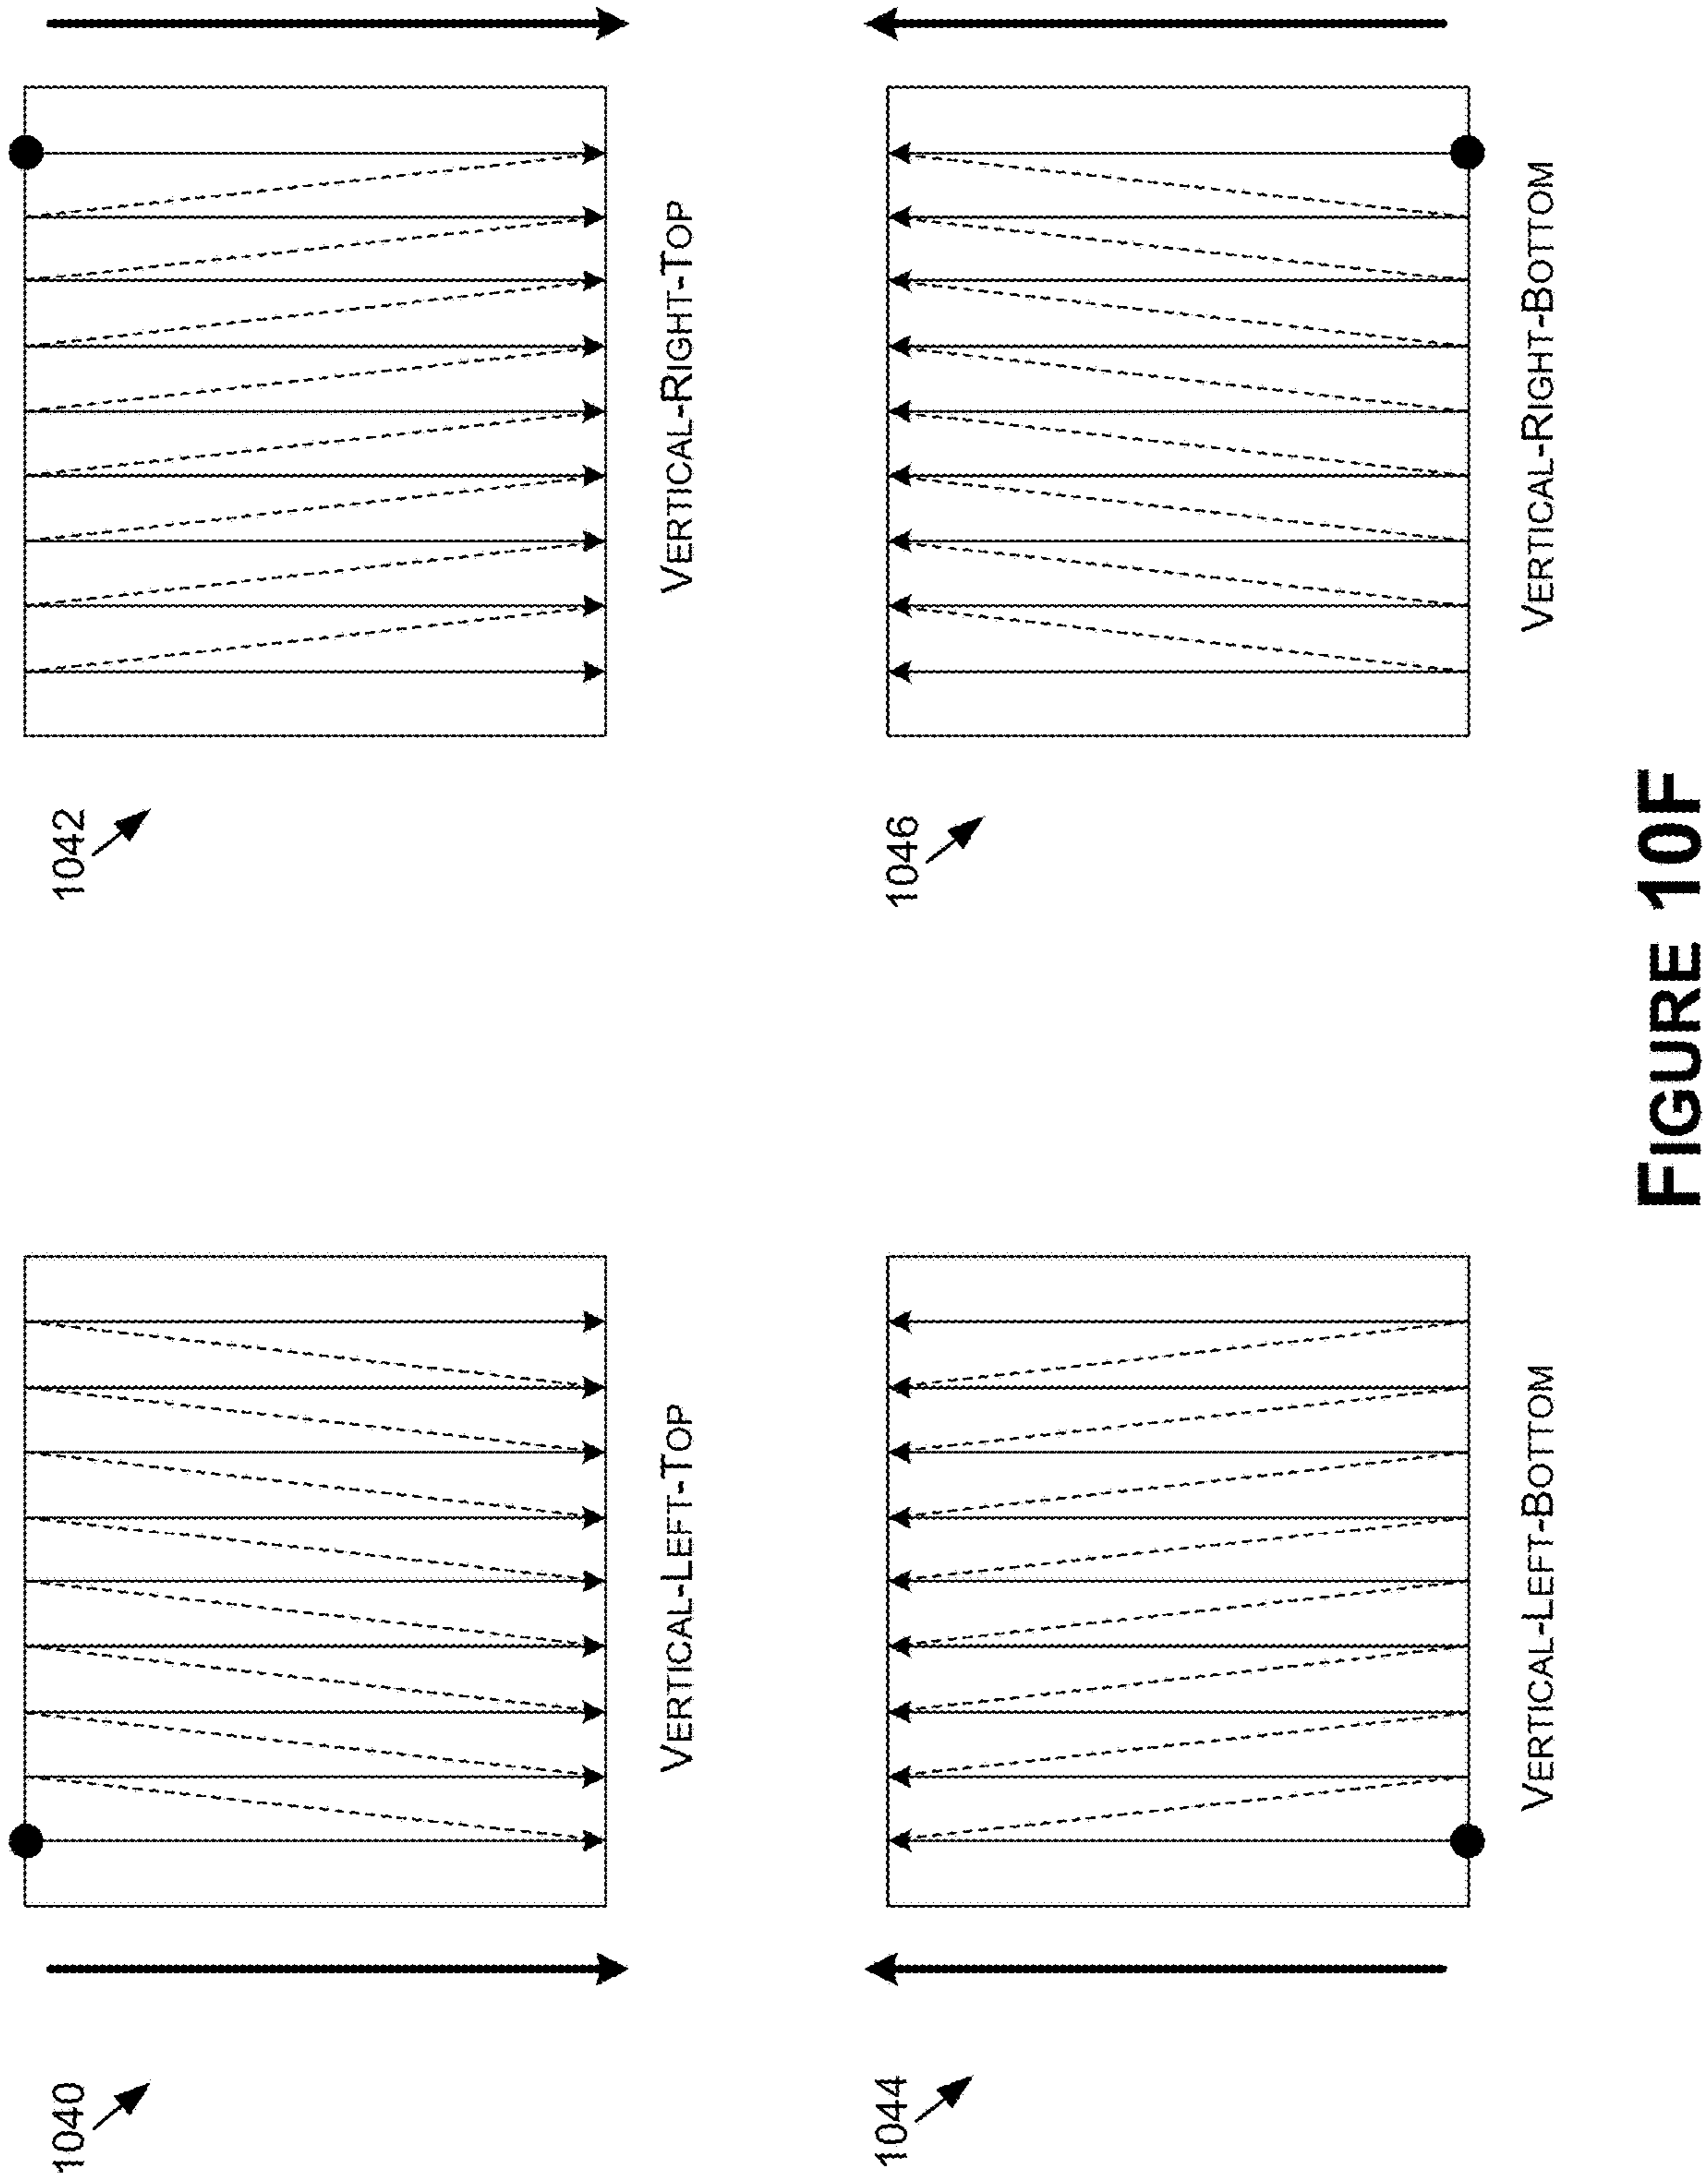 1040
VERTICAL-LEFT-TOP
1042
VERTICAL-RIGHT-TOP
1044
VERTICAL-LEFT-BOTTOM
1046
VERTICAL-RIGHT-BOTTOM
FIGURE 10F